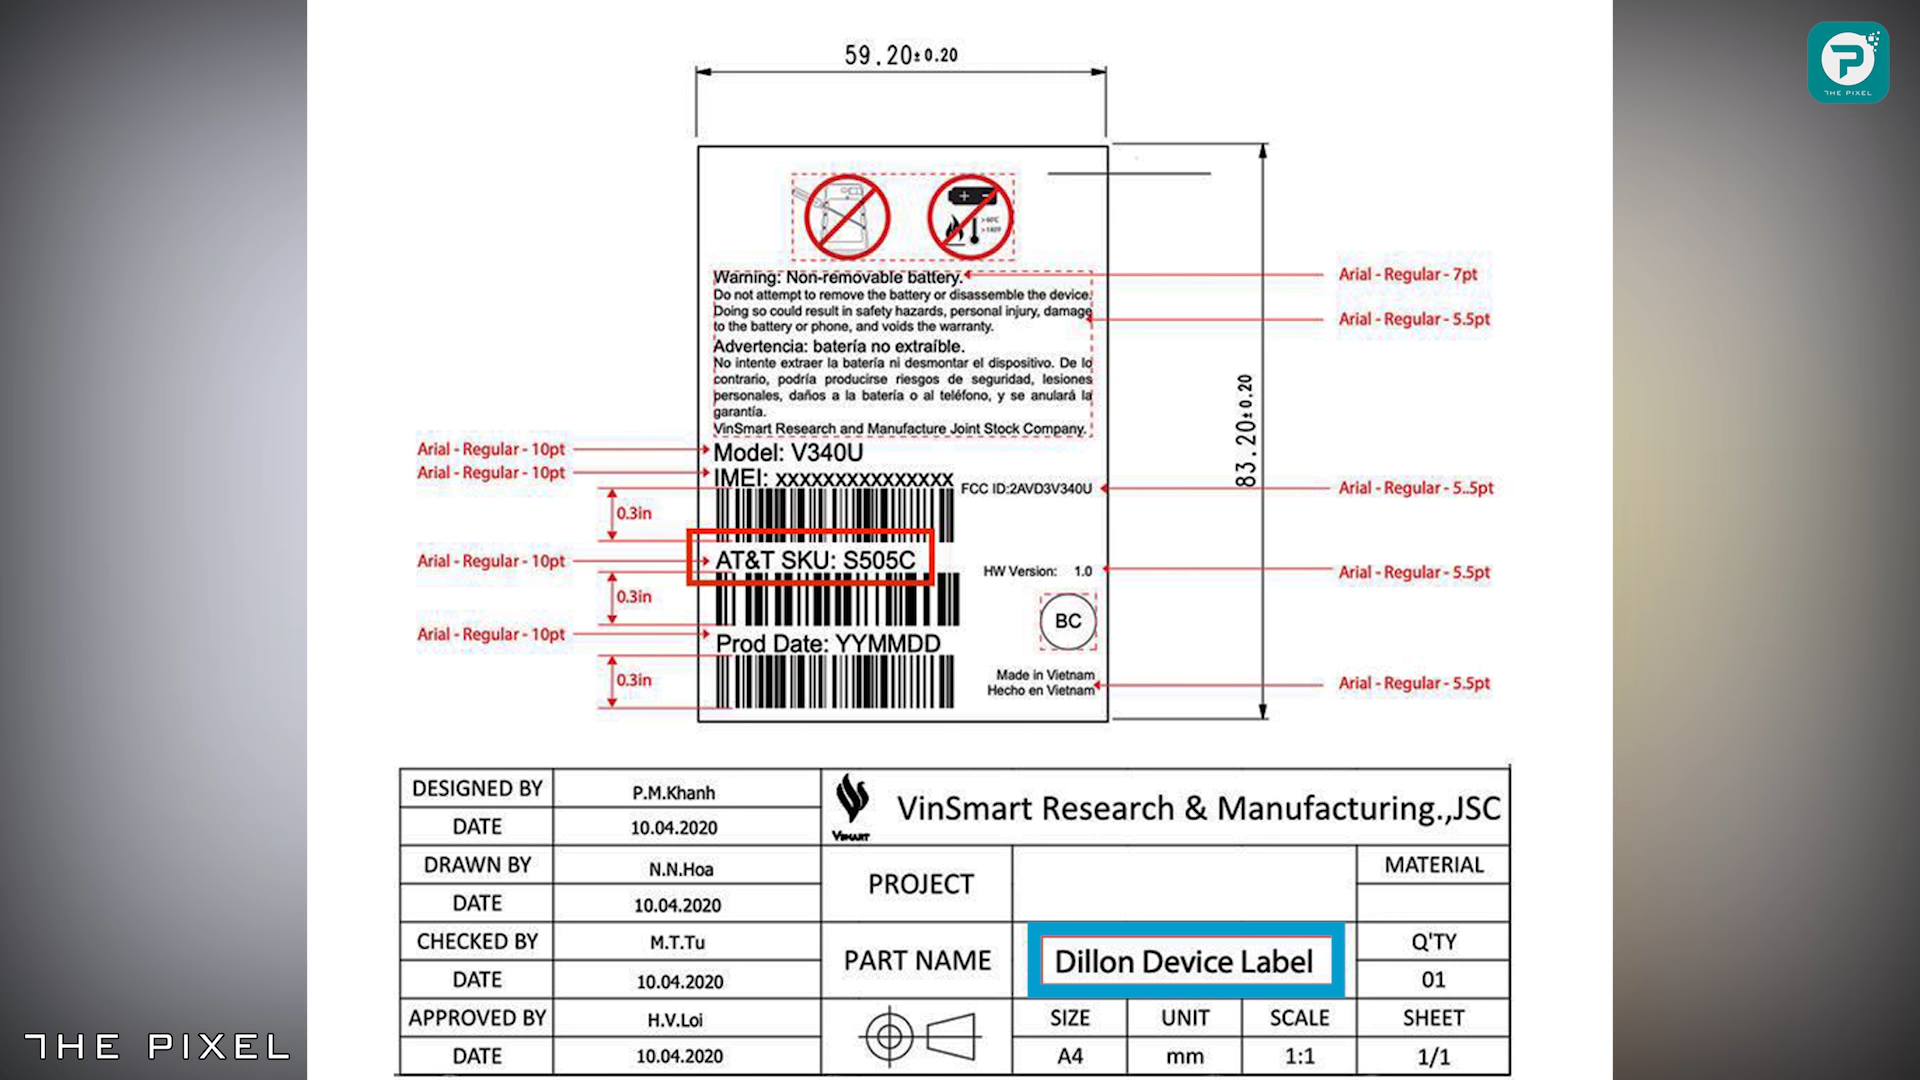 THE PIXEL
59.20±0.20
>60°C
>140°F
Warning: Non-removable battery.
Do not attempt to remove the battery or disassemble the device.
Doing so could result in safety hazards, personal injury, damage
to the battery or phone, and voids the warranty.
Advertencia: batería no extraíble.
No intente extraer la batería ni desmontar el dispositivo. De lo
contrario, podría producirse riesgos de seguridad, lesiones
personales, daños a la batería o al teléfono, y se anulará la
garantía.
VinSmart Research and Manufacture Joint Stock Company.
Arial - Regular - 7pt
Arial - Regular - 5.5pt
83.20±0.20
Arial - Regular - 10pt
Model: V340U
Arial - Regular - 10pt
IMEI: xxxxxxxxxxxxxxx
FCC ID:2AVD3V340U
Arial - Regular - 5..5pt
0.3in
Arial - Regular - 10pt
AT&T SKU: S505C
HW Version: 1.0
Arial - Regular - 5.5pt
0.3in
BC
Arial - Regular - 10pt
Prod Date: YYMMDD
0.3in
Made in Vietnam
Hecho en Vietnam
Arial - Regular - 5.5pt
DESIGNED BY P.M.Khanh
DATE 10.04.2020
VSMART
VinSmart Research & Manufacturing.,JSC
DRAWN BY N.N.Hoa
DATE 10.04.2020
PROJECT
MATERIAL
CHECKED BY M.T.Tu
DATE 10.04.2020
PART NAME
Dillon Device Label
Q'TY
01
APPROVED BY H.V.Loi
DATE 10.04.2020
SIZE UNIT SCALE SHEET
A4 mm 1:1 1/1
THE PIXEL